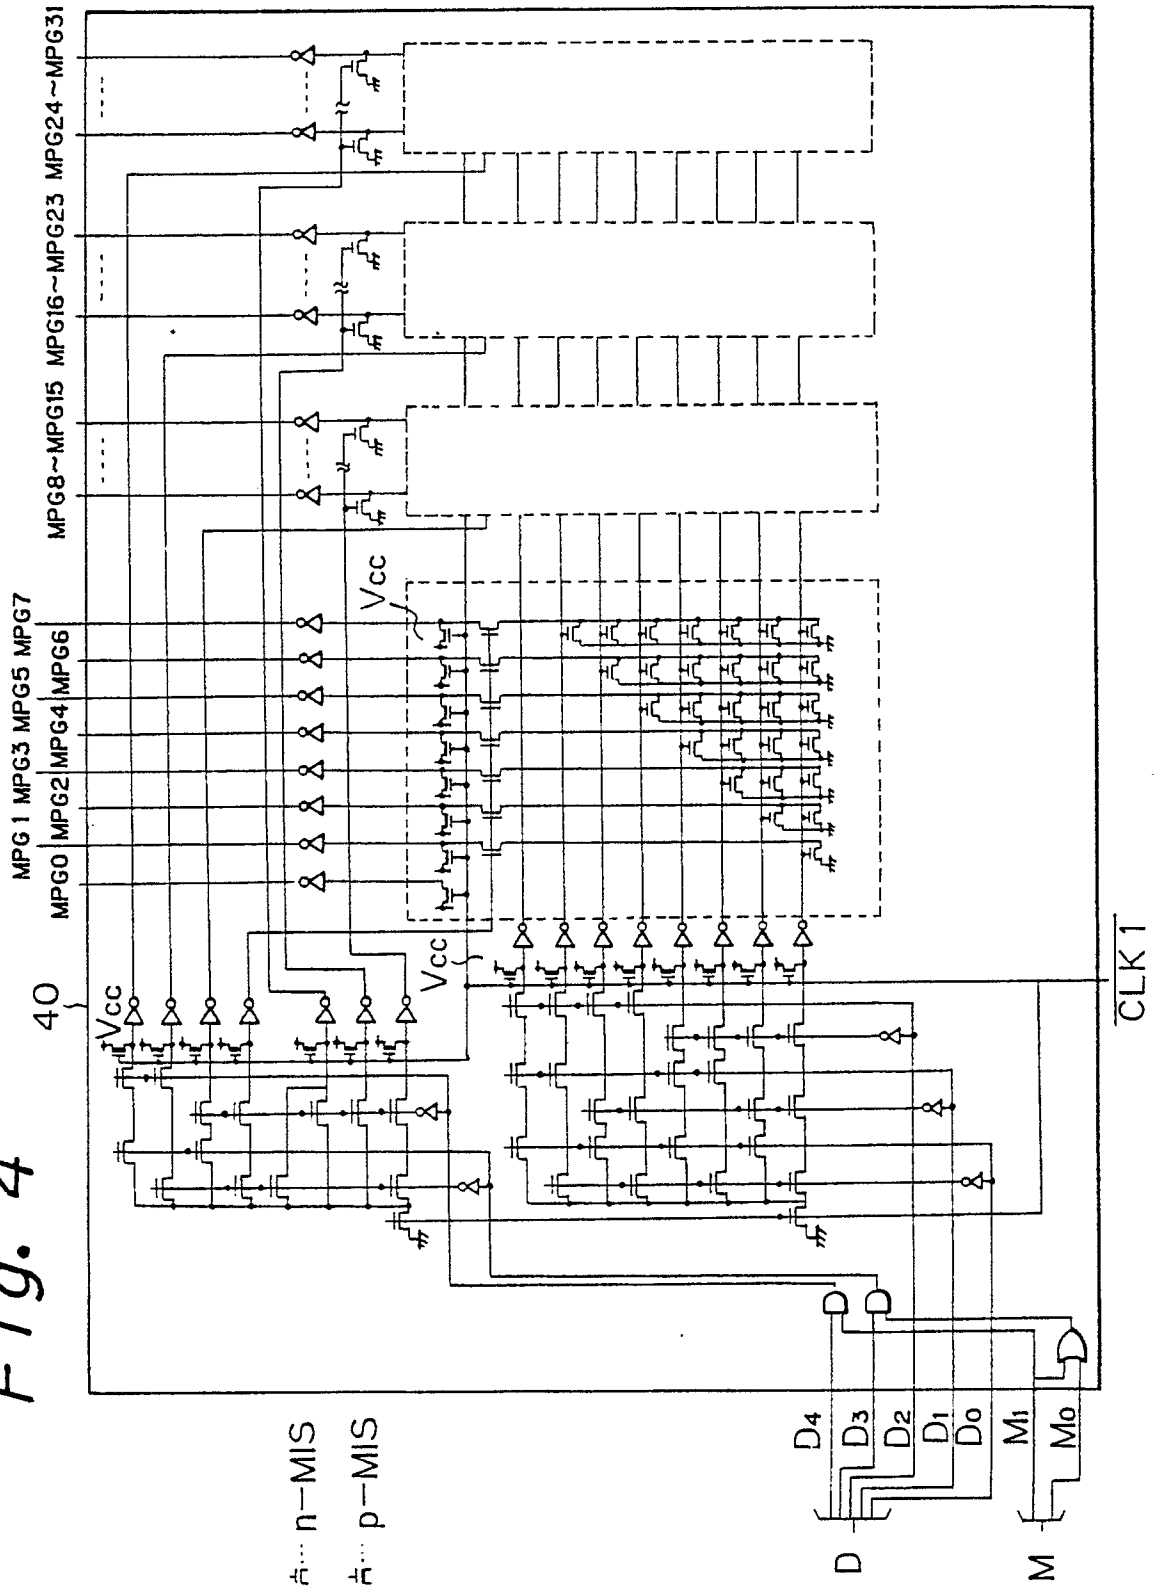 Fig. 4
40
MPG0
MPG1
MPG2
MPG3
MPG4
MPG5
MPG6
MPG7
MPG8~MPG15
MPG16~MPG23
MPG24~MPG31
Vcc
Vcc
Vcc
n-MIS
p-MIS
D
D4
D3
D2
D1
D0
M
M1
M0
CLK1